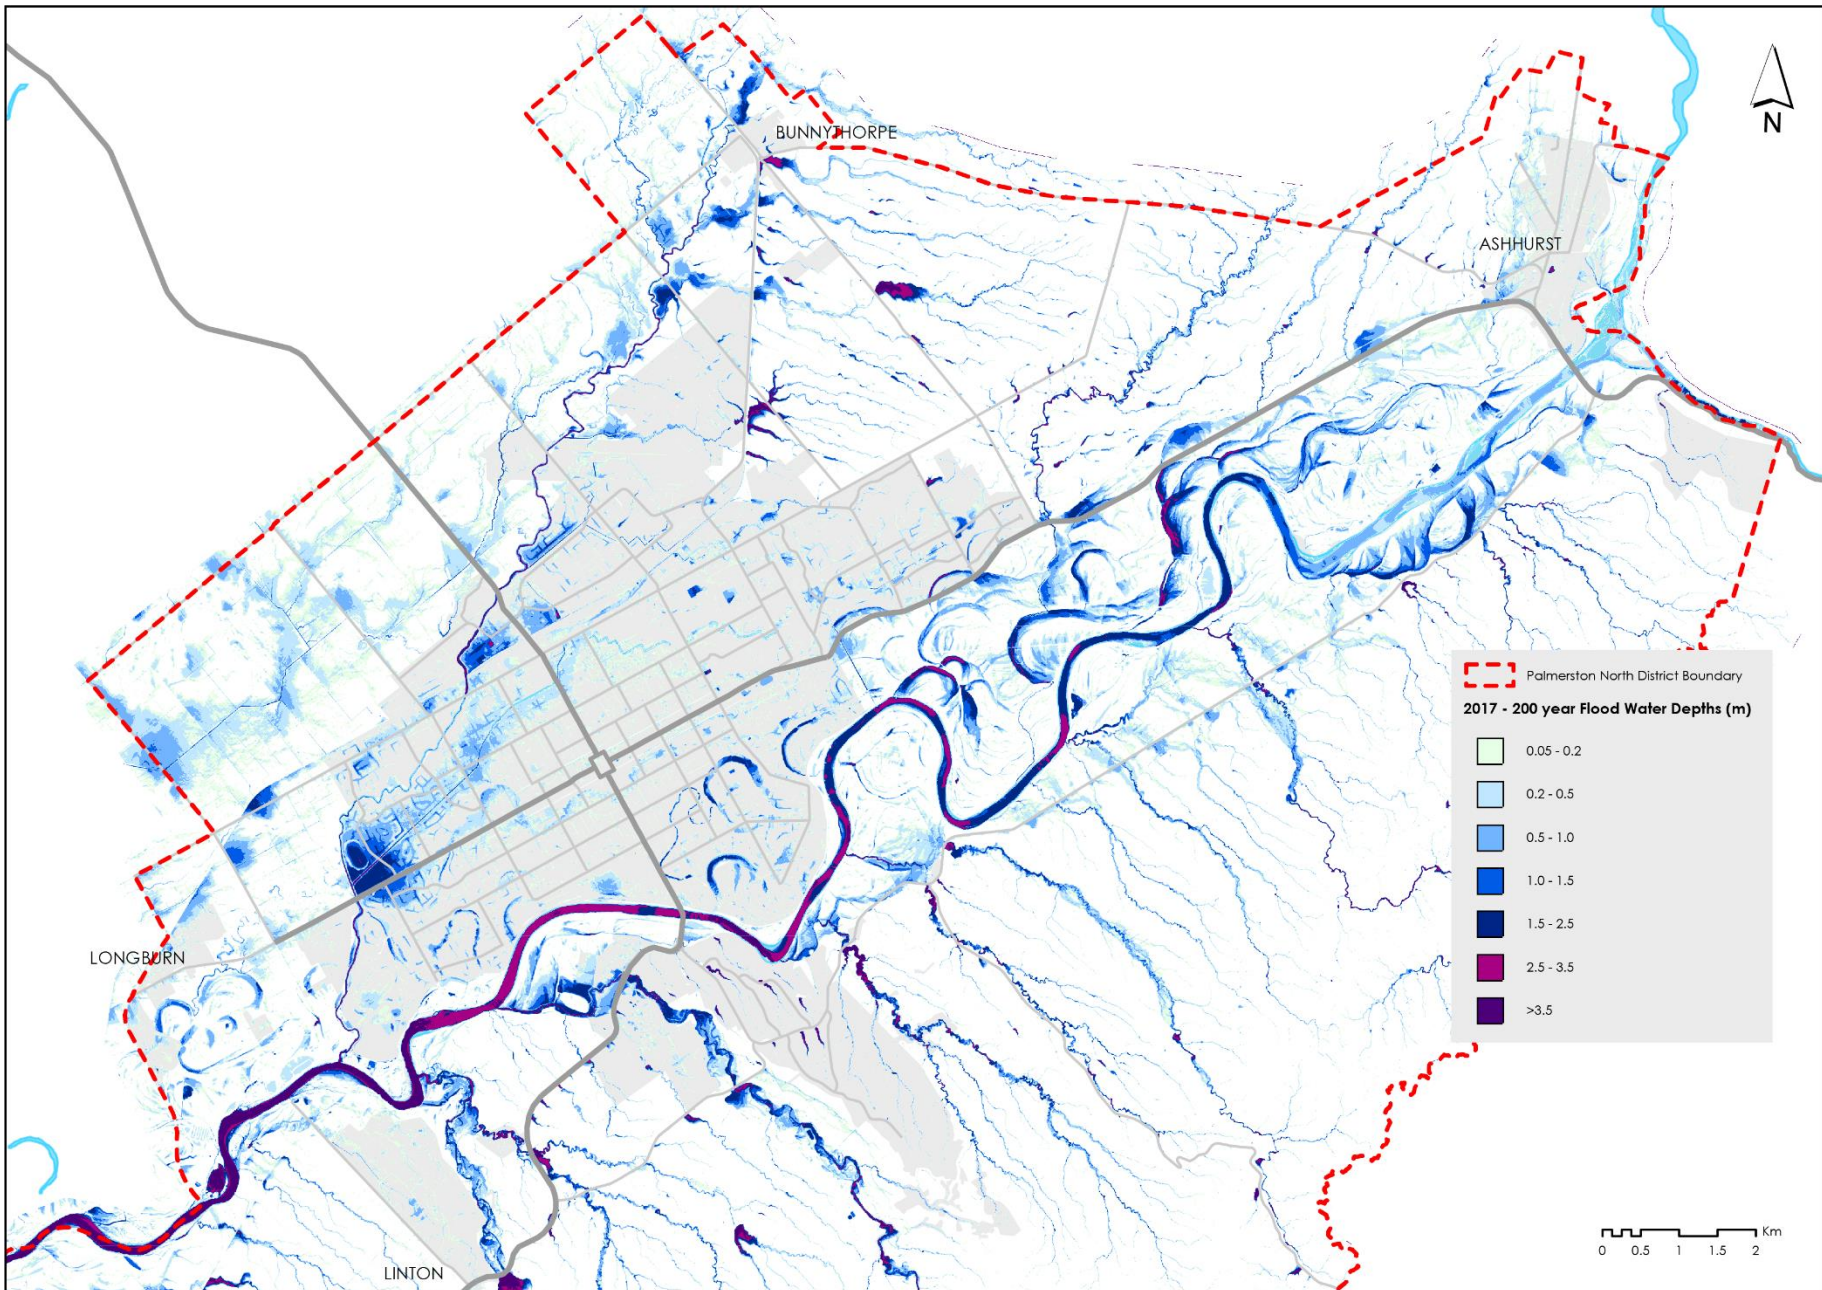 N
BUNNYTHORPE
ASHHURST
LONGBURN
LINTON
Palmerston North District Boundary
2017 - 200 year Flood Water Depths (m)
0.05 - 0.2
0.2 - 0.5
0.5 - 1.0
1.0 - 1.5
1.5 - 2.5
2.5 - 3.5
>3.5
Km
0 0.5 1 1.5 2